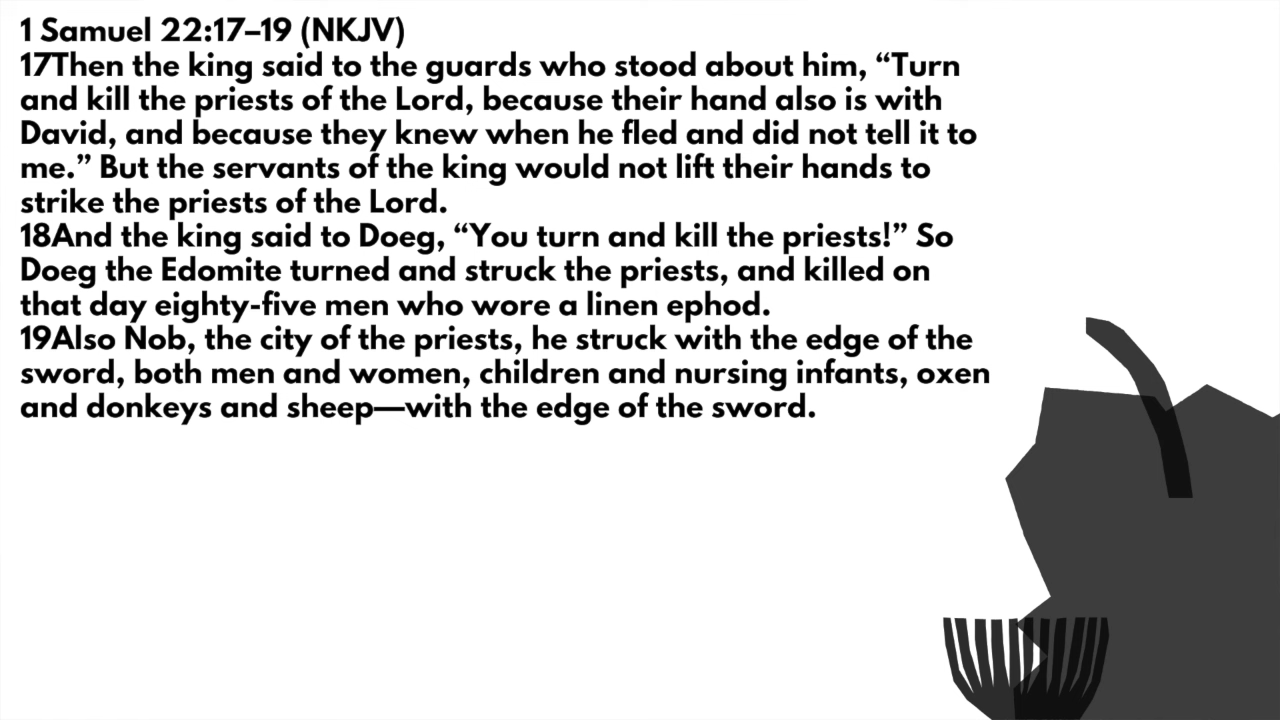 1 Samuel 22:17–19 (NKJV)
17Then the king said to the guards who stood about him, “Turn
and kill the priests of the Lord, because their hand also is with
David, and because they knew when he fled and did not tell it to
me.” But the servants of the king would not lift their hands to
strike the priests of the Lord.
18And the king said to Doeg, “You turn and kill the priests!” So
Doeg the Edomite turned and struck the priests, and killed on
that day eighty-five men who wore a linen ephod.
19Also Nob, the city of the priests, he struck with the edge of the
sword, both men and women, children and nursing infants, oxen
and donkeys and sheep—with the edge of the sword.